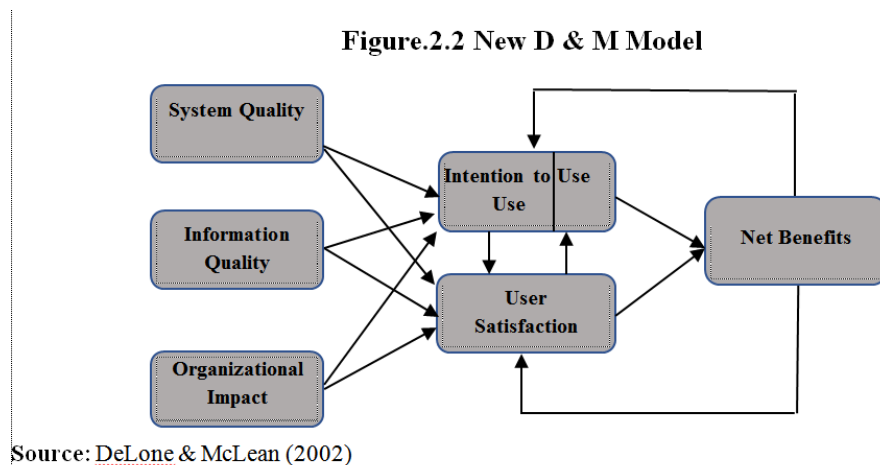 Figure.2.2 New D & M Model
System Quality
Intention to Use
Use
Information
Quality
Net Benefits
User
Satisfaction
Organizational
Impact
Source: DeLone & McLean (2002)